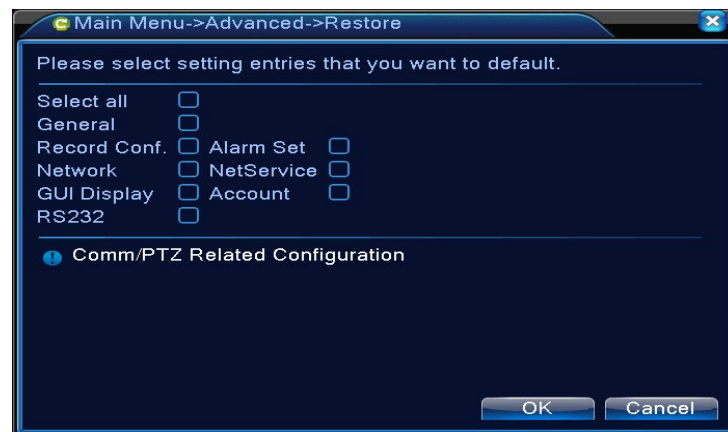 Main Menu->Advanced->Restore
Please select setting entries that you want to default.
Select all
General
Record Conf. Alarm Set
Network NetService
GUI Display Account
RS232
Comm/PTZ Related Configuration
OK Cancel